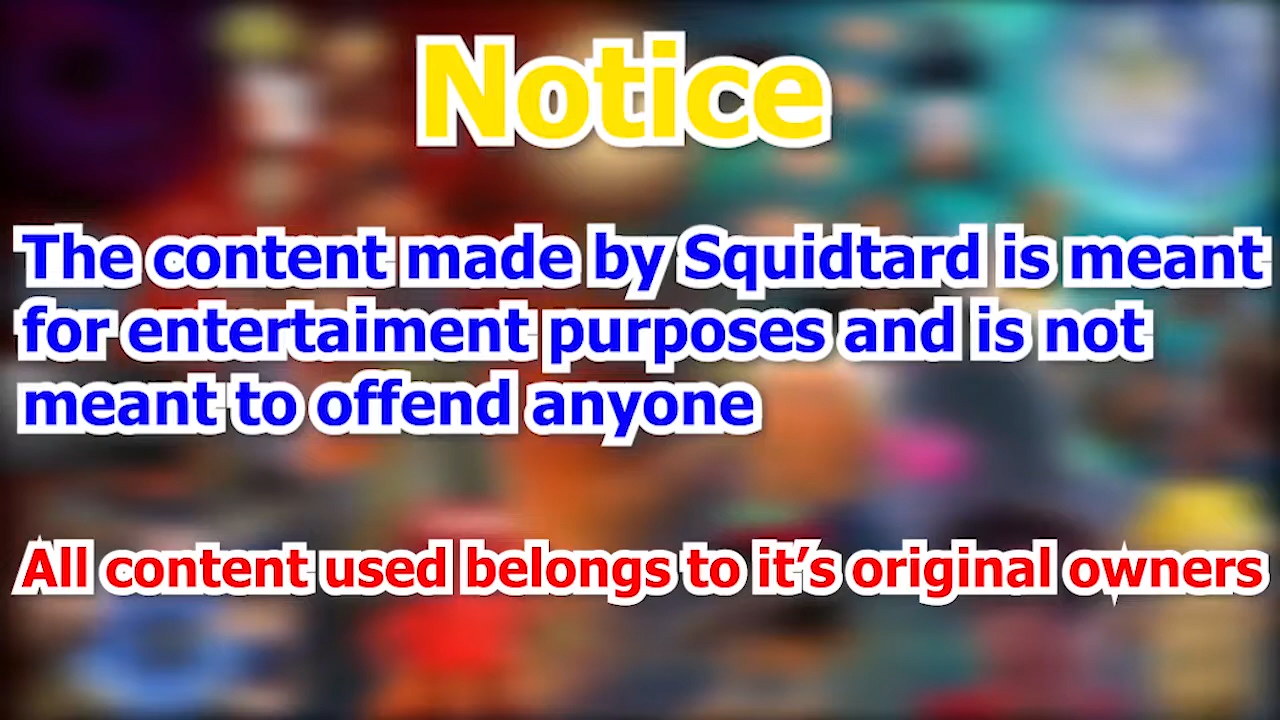 Notice
The content made by Squidtard is meant
for entertaiment purposes and is not
meant to offend anyone
All content used belongs to it’s original owners